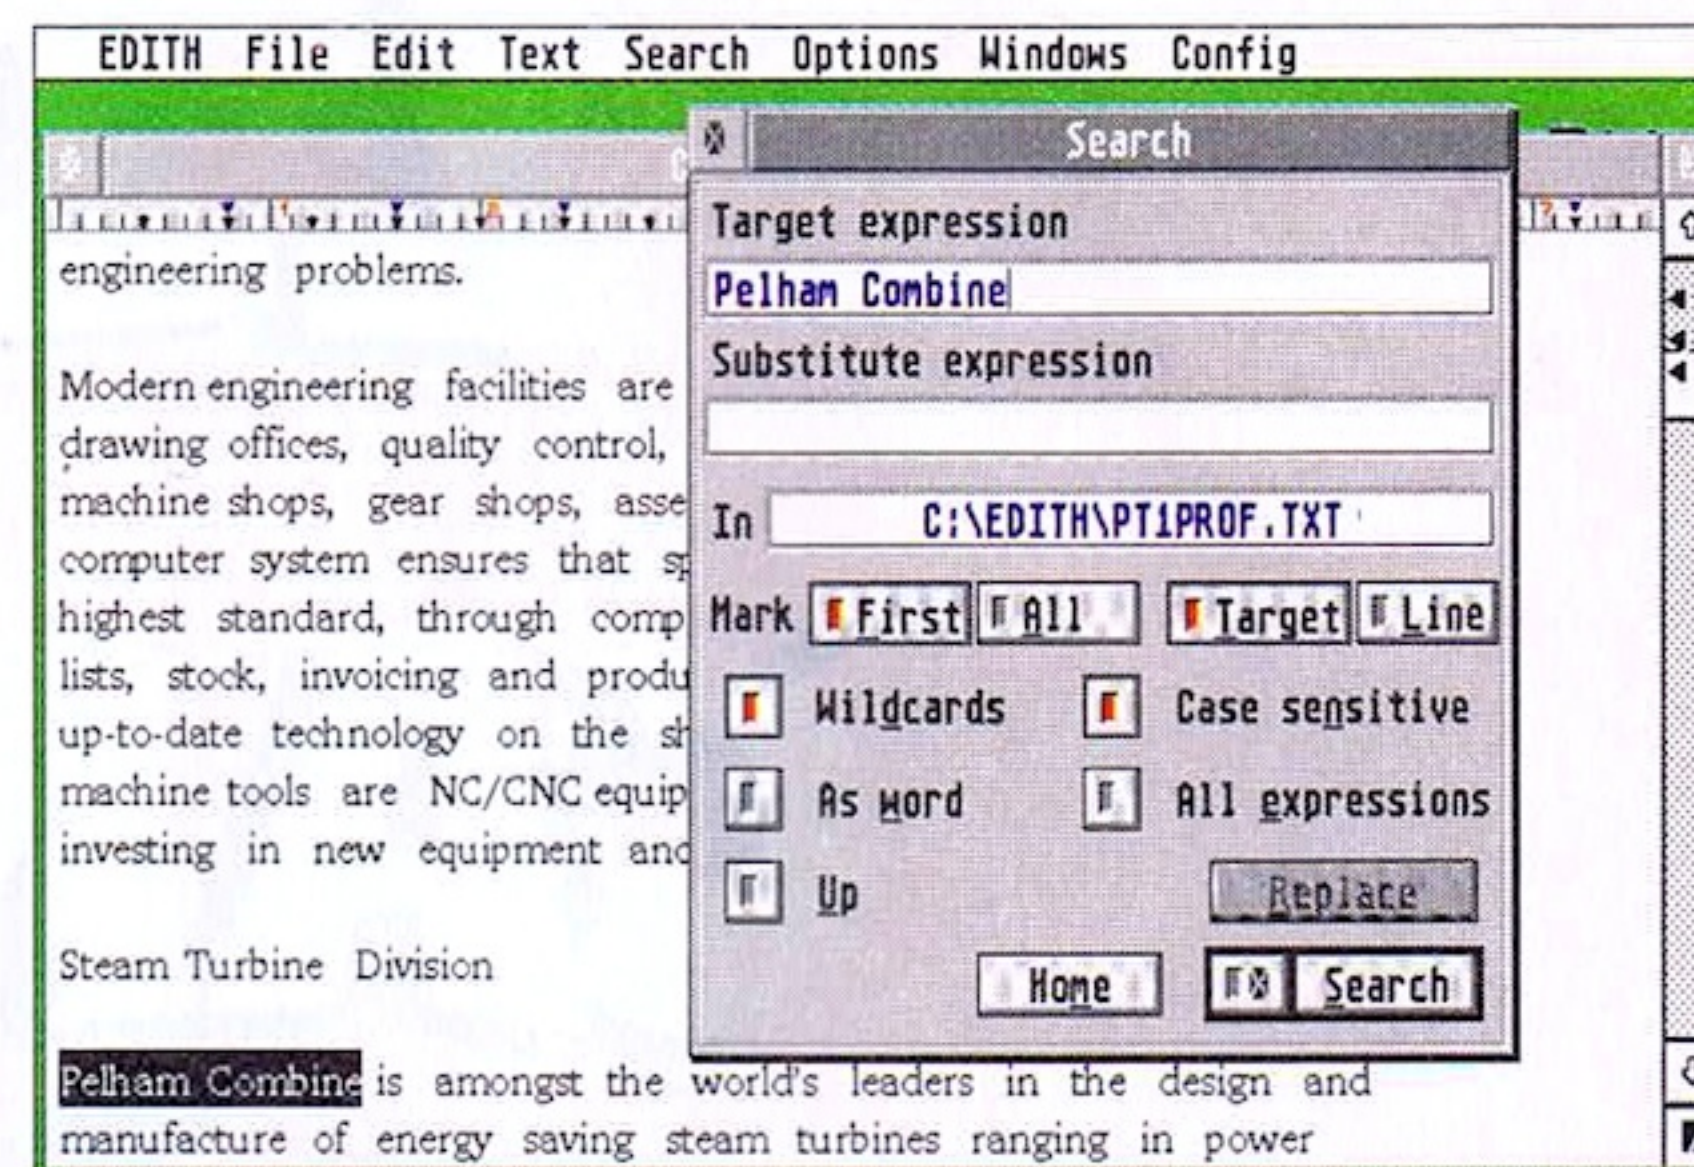 EDITH File Edit Text Search Options Windows Config
Search
Target expression
Pelham Combine
Substitute expression
In C:\EDITH\PT1PROF.TXT
Mark First All Target Line
Wildcards Case sensitive
As word All expressions
Up Replace
Home Search
engineering problems.
Modern engineering facilities are
drawing offices, quality control,
machine shops, gear shops, asse
computer system ensures that sp
highest standard, through comp
lists, stock, invoicing and produ
up-to-date technology on the sh
machine tools are NC/CNC equip
investing in new equipment and
Steam Turbine Division
Pelham Combine is amongst the world's leaders in the design and
manufacture of energy saving steam turbines ranging in power